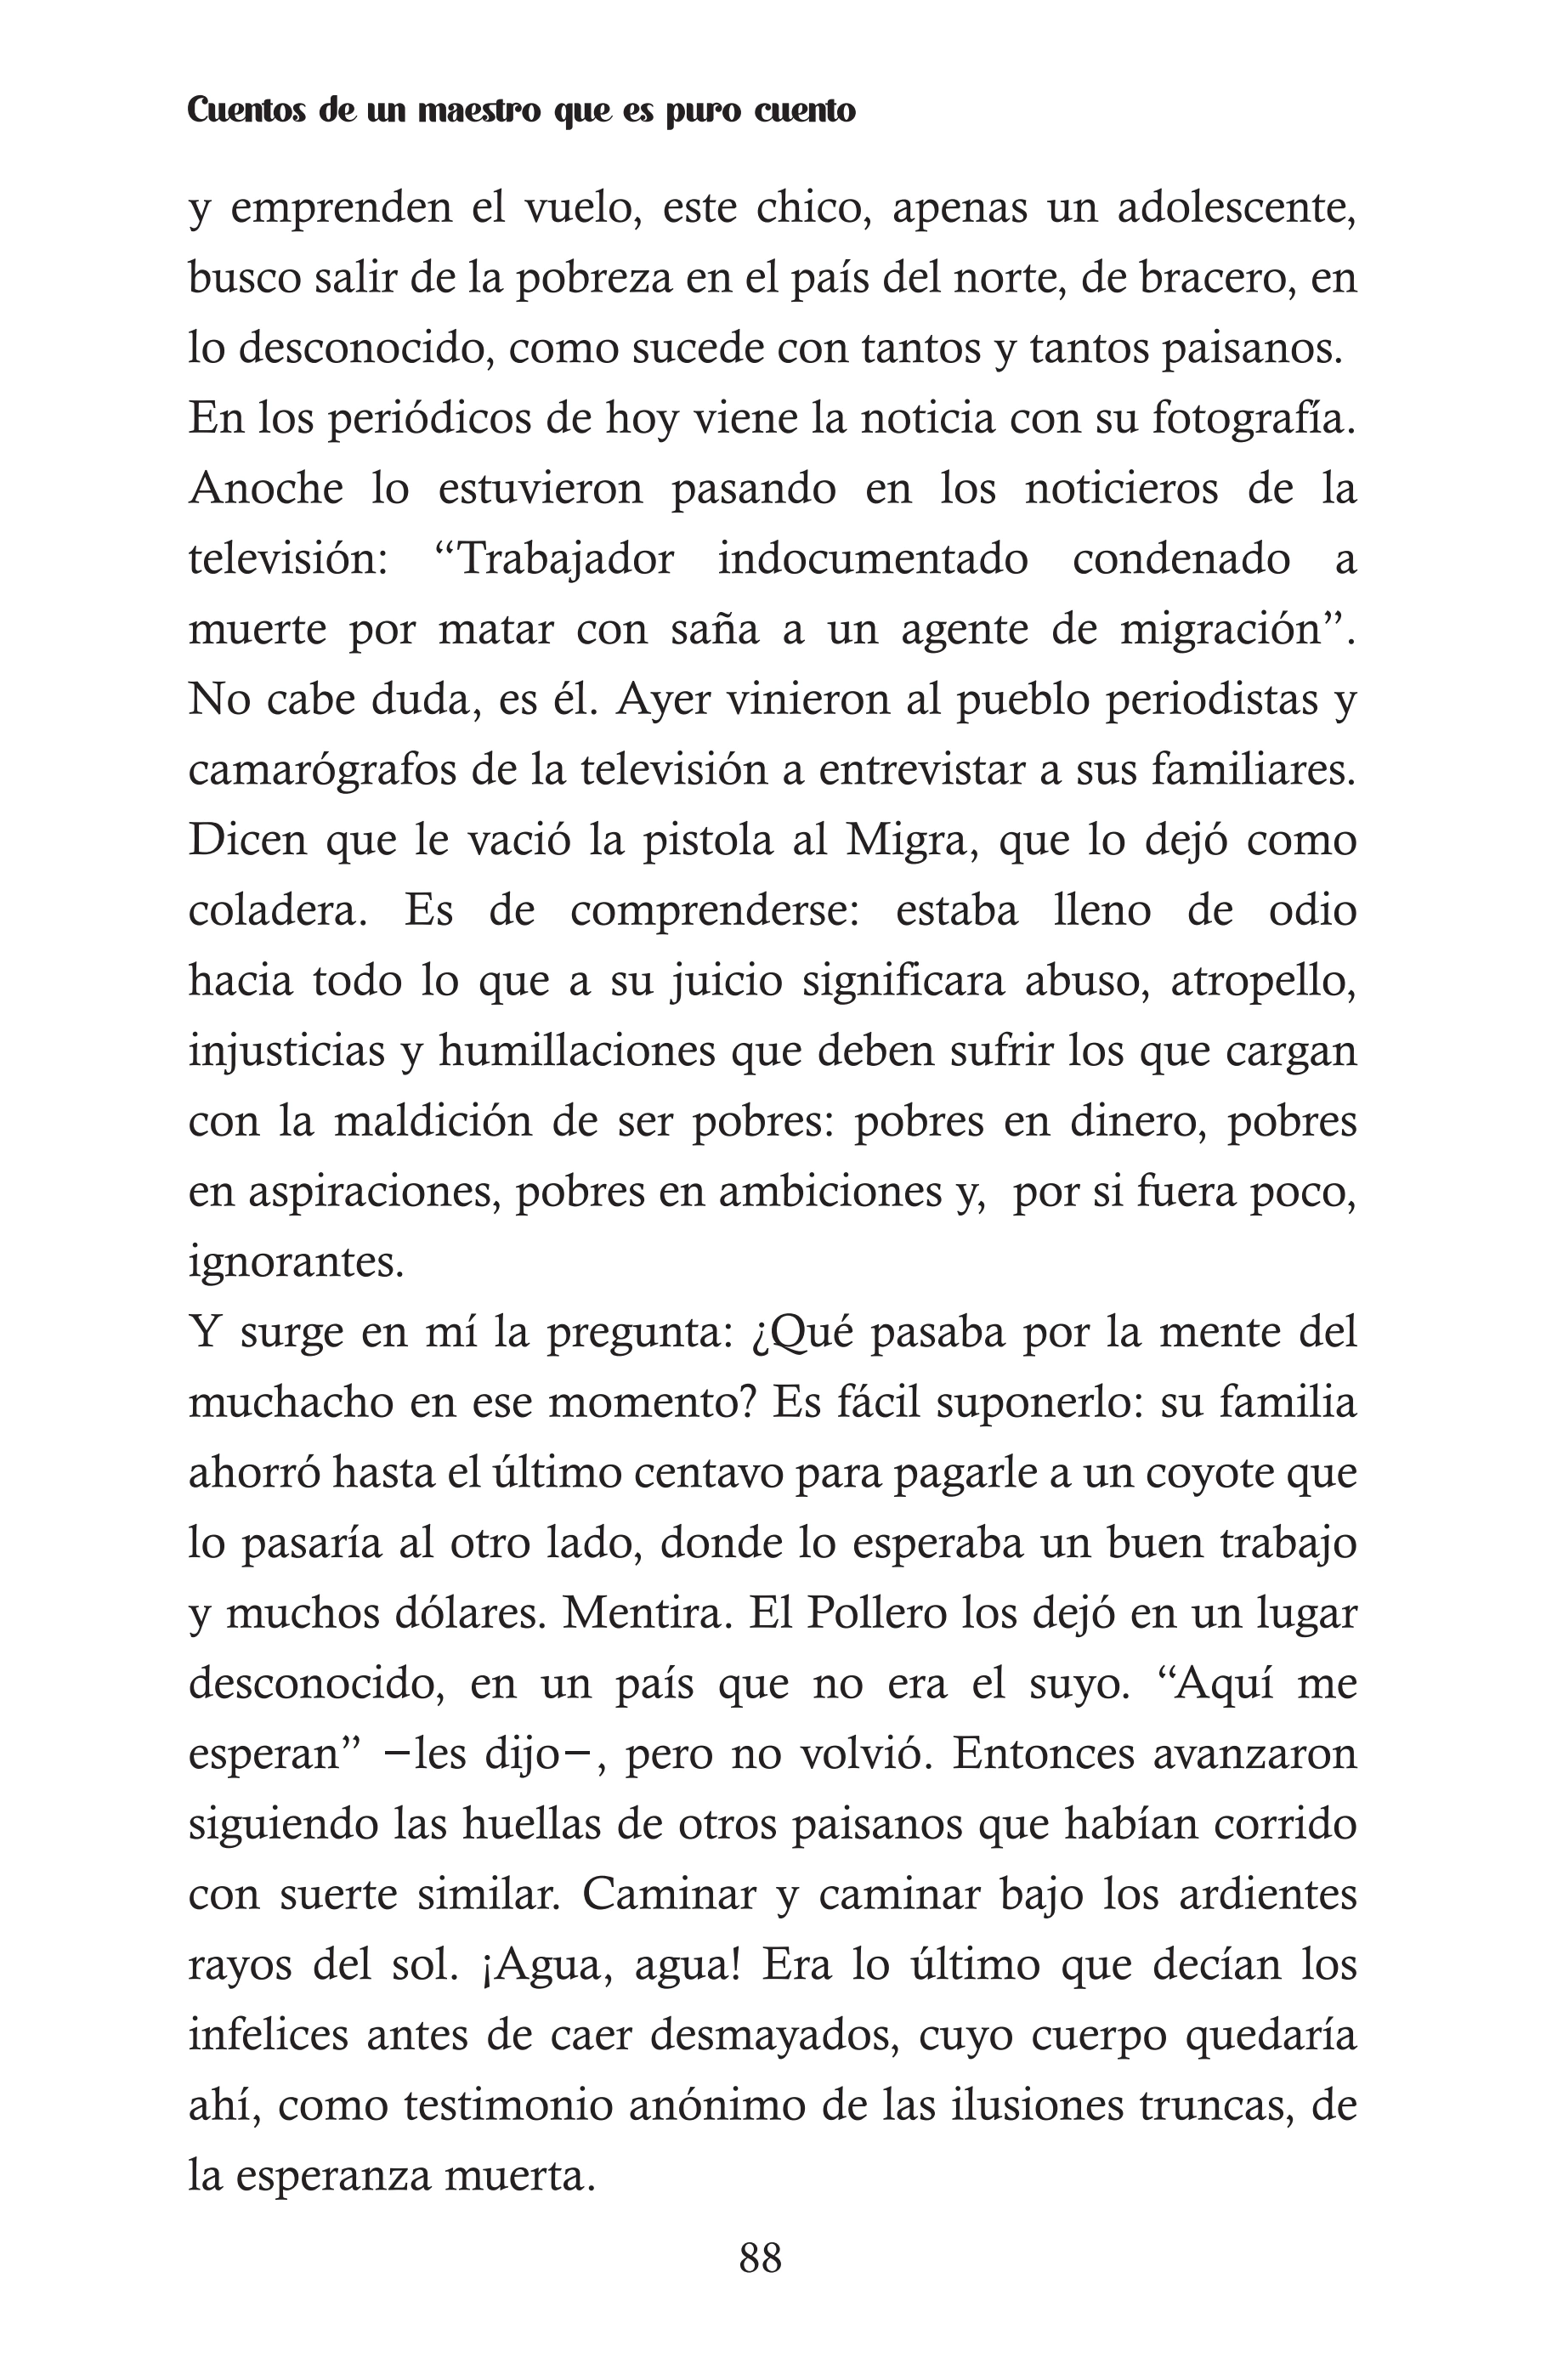 Cuentos de un maestro que es puro cuento
y emprenden el vuelo, este chico, apenas un adolescente,
busco salir de la pobreza en el país del norte, de bracero, en
lo desconocido, como sucede con tantos y tantos paisanos.
En los periódicos de hoy viene la noticia con su fotografía.
Anoche lo estuvieron pasando en los noticieros de la
televisión: “Trabajador indocumentado condenado a
muerte por matar con saña a un agente de migración”.
No cabe duda, es él. Ayer vinieron al pueblo periodistas y
camarógrafos de la televisión a entrevistar a sus familiares.
Dicen que le vació la pistola al Migra, que lo dejó como
coladera. Es de comprenderse: estaba lleno de odio
hacia todo lo que a su juicio significara abuso, atropello,
injusticias y humillaciones que deben sufrir los que cargan
con la maldición de ser pobres: pobres en dinero, pobres
en aspiraciones, pobres en ambiciones y, por si fuera poco,
ignorantes.
Y surge en mí la pregunta: ¿Qué pasaba por la mente del
muchacho en ese momento? Es fácil suponerlo: su familia
ahorró hasta el último centavo para pagarle a un coyote que
lo pasaría al otro lado, donde lo esperaba un buen trabajo
y muchos dólares. Mentira. El Pollero los dejó en un lugar
desconocido, en un país que no era el suyo. “Aquí me
esperan” −les dijo−, pero no volvió. Entonces avanzaron
siguiendo las huellas de otros paisanos que habían corrido
con suerte similar. Caminar y caminar bajo los ardientes
rayos del sol. ¡Agua, agua! Era lo último que decían los
infelices antes de caer desmayados, cuyo cuerpo quedaría
ahí, como testimonio anónimo de las ilusiones truncas, de
la esperanza muerta.
88